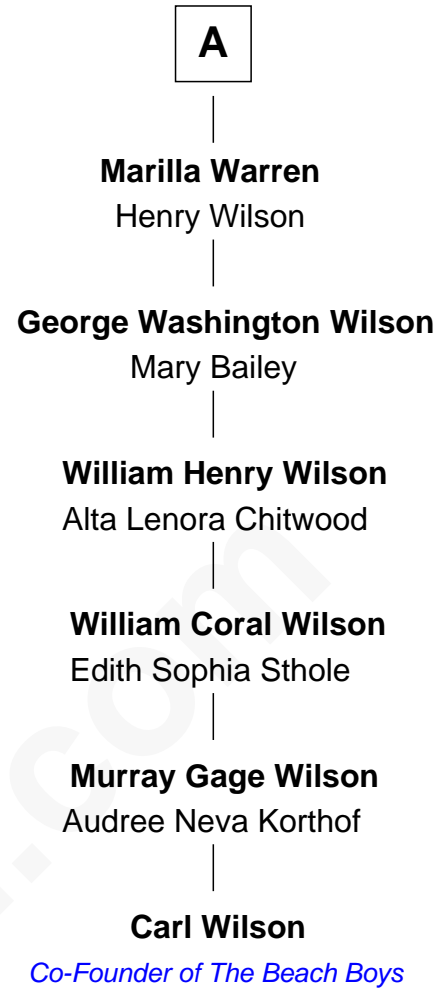 A
Marilla Warren
Henry Wilson
George Washington Wilson
Mary Bailey
William Henry Wilson
Alta Lenora Chitwood
William Coral Wilson
Edith Sophia Sthole
Murray Gage Wilson
Audree Neva Korthof
Carl Wilson
Co-Founder of The Beach Boys